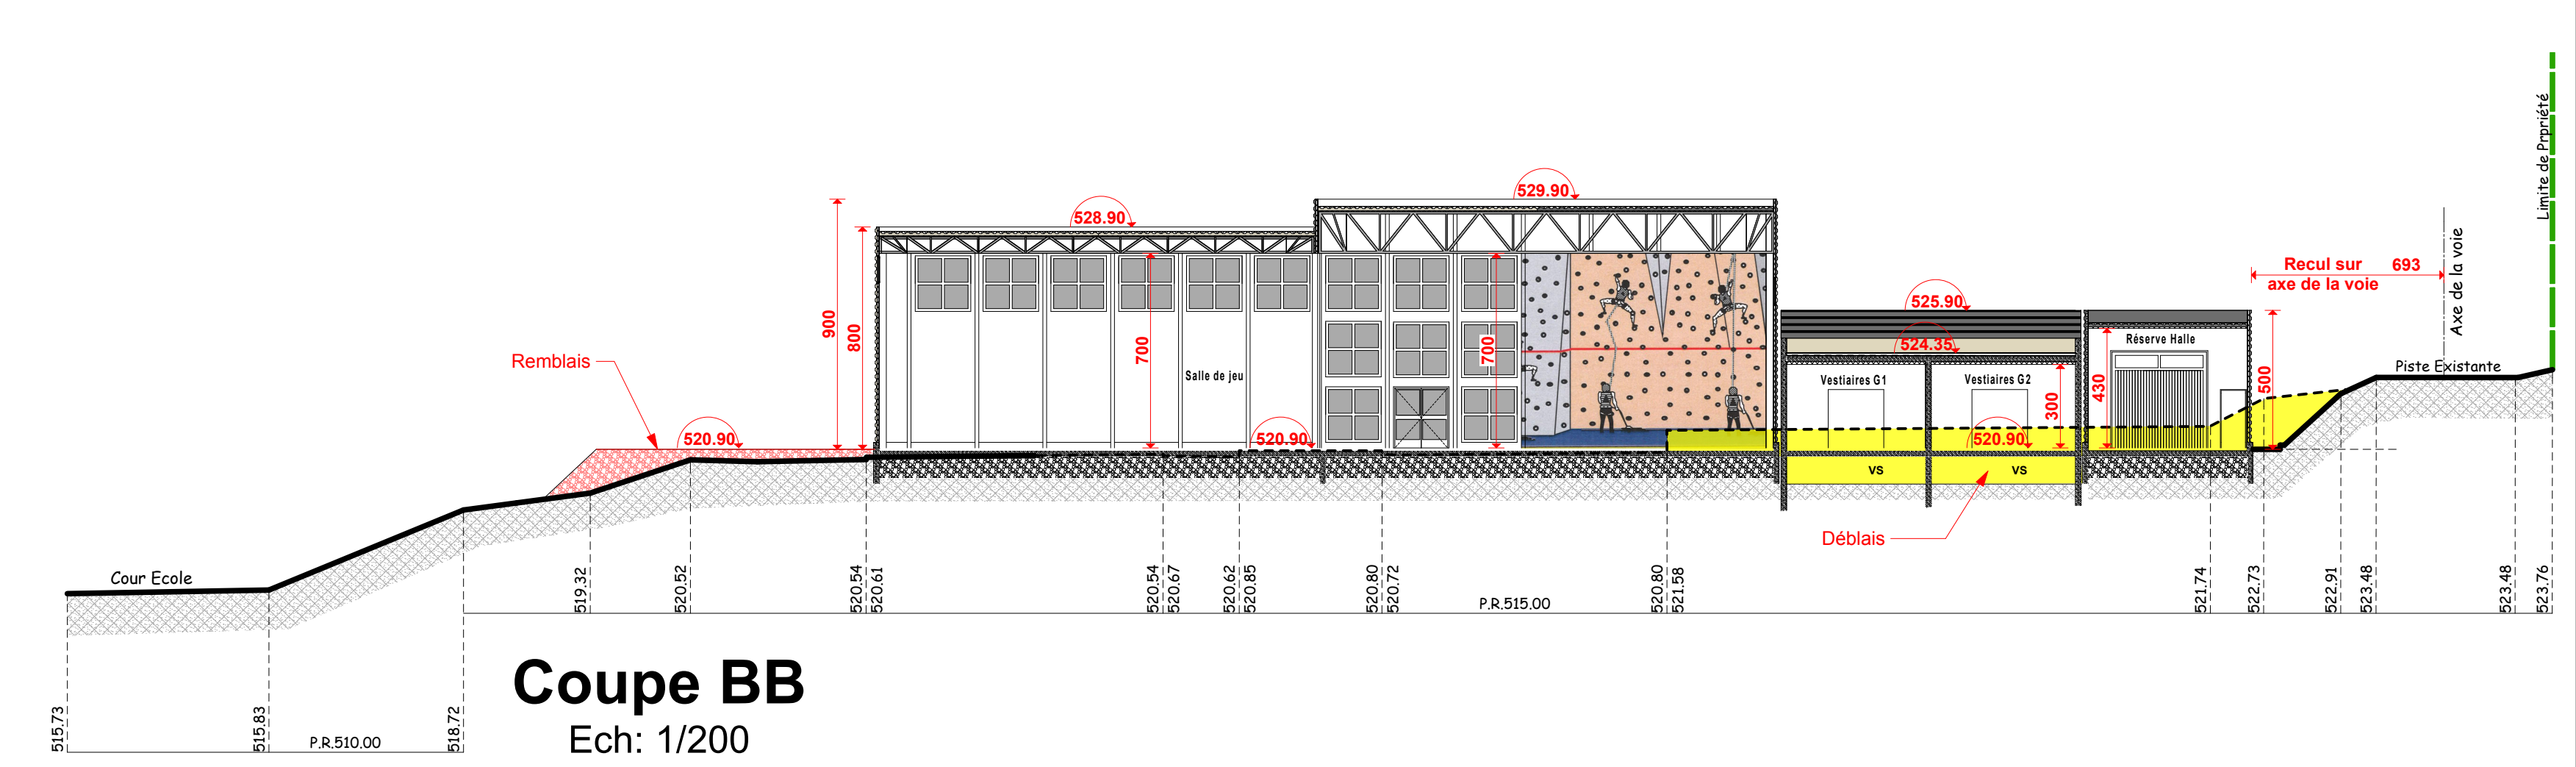 Limite de Prpriété
529.90
528.90
Axe de la voie
Recul sur 693
axe de la voie
525.90
900
800
700
700
524.35
Réserve Halle
Remblais
Salle de jeu
Vestiaires G1
Vestiaires G2
Piste Existante
300
430
500
520.90
520.90
520.90
vs
vs
Déblais
Cour Ecole
519.32
520.52
520.54
520.61
520.54
520.67
520.62
520.85
520.80
520.72
520.80
521.58
521.74
522.73
522.91
523.48
523.48
523.76
P.R.515.00
515.73
515.83
518.72
P.R.510.00
Coupe BB
Ech: 1/200